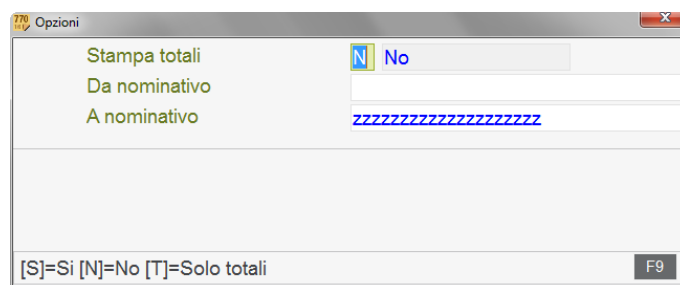 770 Opzioni
Stampa totali N No
Da nominativo
A nominativo zzzzzzzzzzzzzzzzzzzz
[S]=Si [N]=No [T]=Solo totali F9